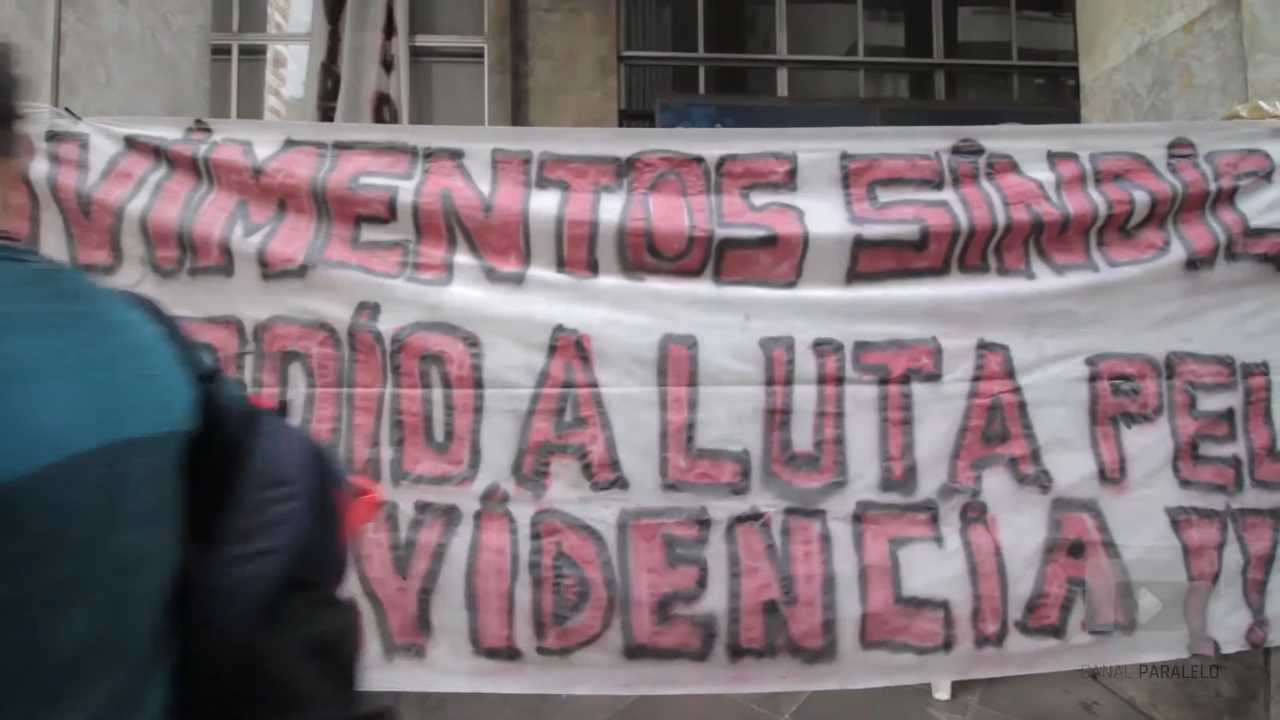 VIMENTOS SINDIC
DIO A LUTA PEL
VIDENCIA !!
CANAL PARALELO